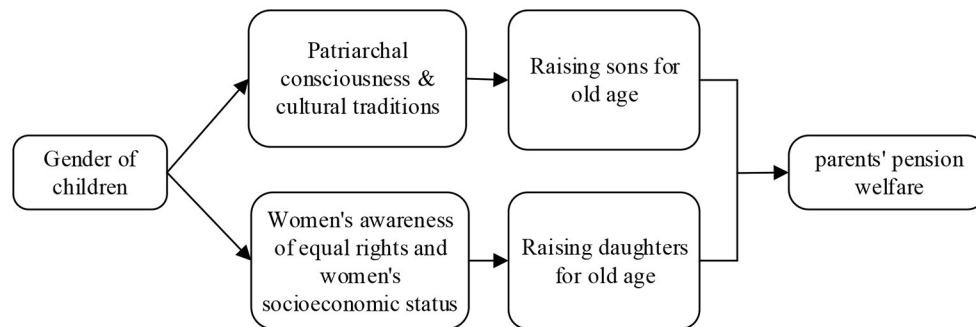 Gender of
children
Patriarchal
consciousness &
cultural traditions
Raising sons for
old age
Women's awareness
of equal rights and
women's
socioeconomic status
Raising daughters
for old age
parents' pension
welfare